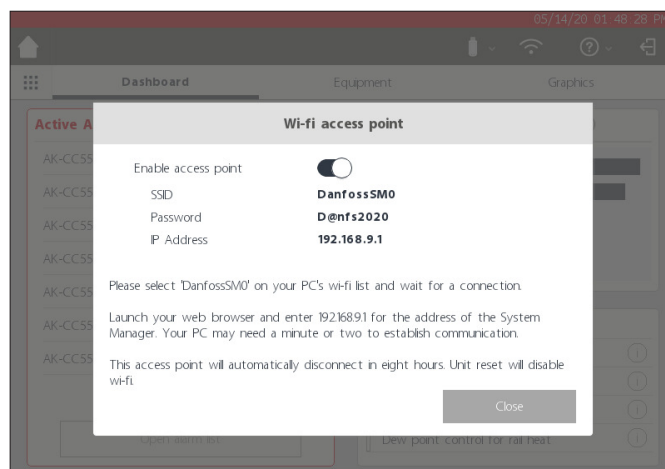 05/14/20 01 48 28 PM
Dashboard Equipment Graphics
Active A
Wi-fi access point
AK-CC55
Enable access point
AK-CC55
SSID DanfossSM0
Password D@nfs2020
AK-CC55
IP Address 192.168.9.1
AK-CC55
AK-CC55
Please select 'DanfossSM0' on your PC's wi-fi list and wait for a connection.
Launch your web browser and enter 192.168.9.1 for the address of the System
AK-CC55
Manager. Your PC may need a minute or two to establish communication.
AK-CC55
This access point will automatically disconnect in eight hours. Unit reset will disable
wi-fi.
Close
Dew point control for rail heat